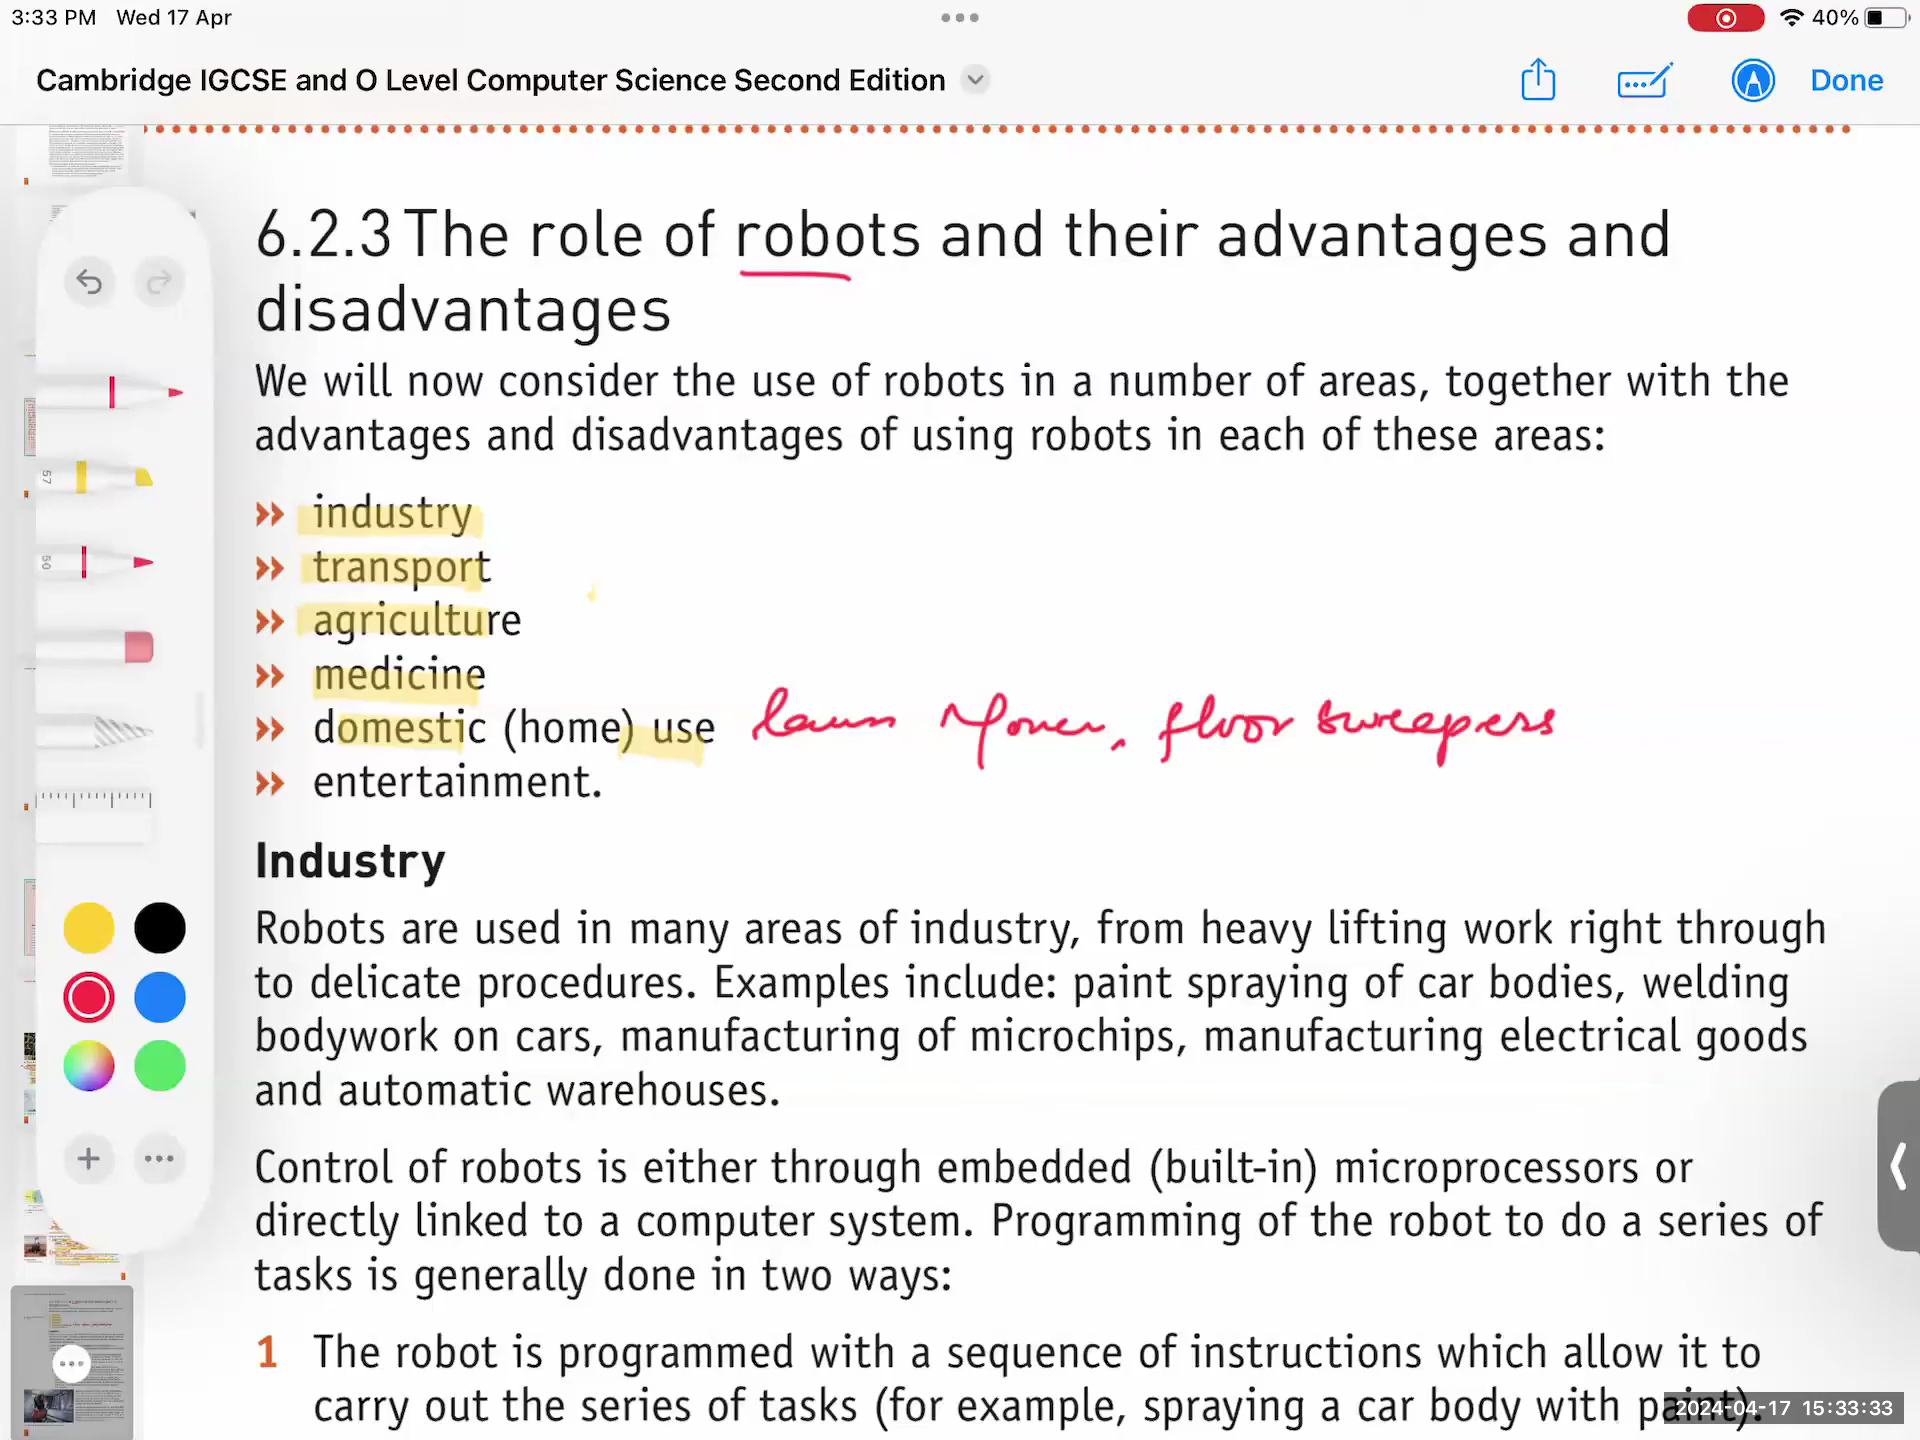 3:33 PM Wed 17 Apr
40%
Cambridge IGCSE and O Level Computer Science Second Edition
Done
6.2.3 The role of robots and their advantages and
disadvantages
We will now consider the use of robots in a number of areas, together with the
advantages and disadvantages of using robots in each of these areas:
>> industry
>> transport
>> agriculture
>> medicine
>> domestic (home) use lawn Mower, floor sweepers
>> entertainment.
Industry
Robots are used in many areas of industry, from heavy lifting work right through
to delicate procedures. Examples include: paint spraying of car bodies, welding
bodywork on cars, manufacturing of microchips, manufacturing electrical goods
and automatic warehouses.
Control of robots is either through embedded (built-in) microprocessors or
directly linked to a computer system. Programming of the robot to do a series of
tasks is generally done in two ways:
1 The robot is programmed with a sequence of instructions which allow it to
carry out the series of tasks (for example, spraying a car body with paint).
2024-04-17 15:33:33
57
50